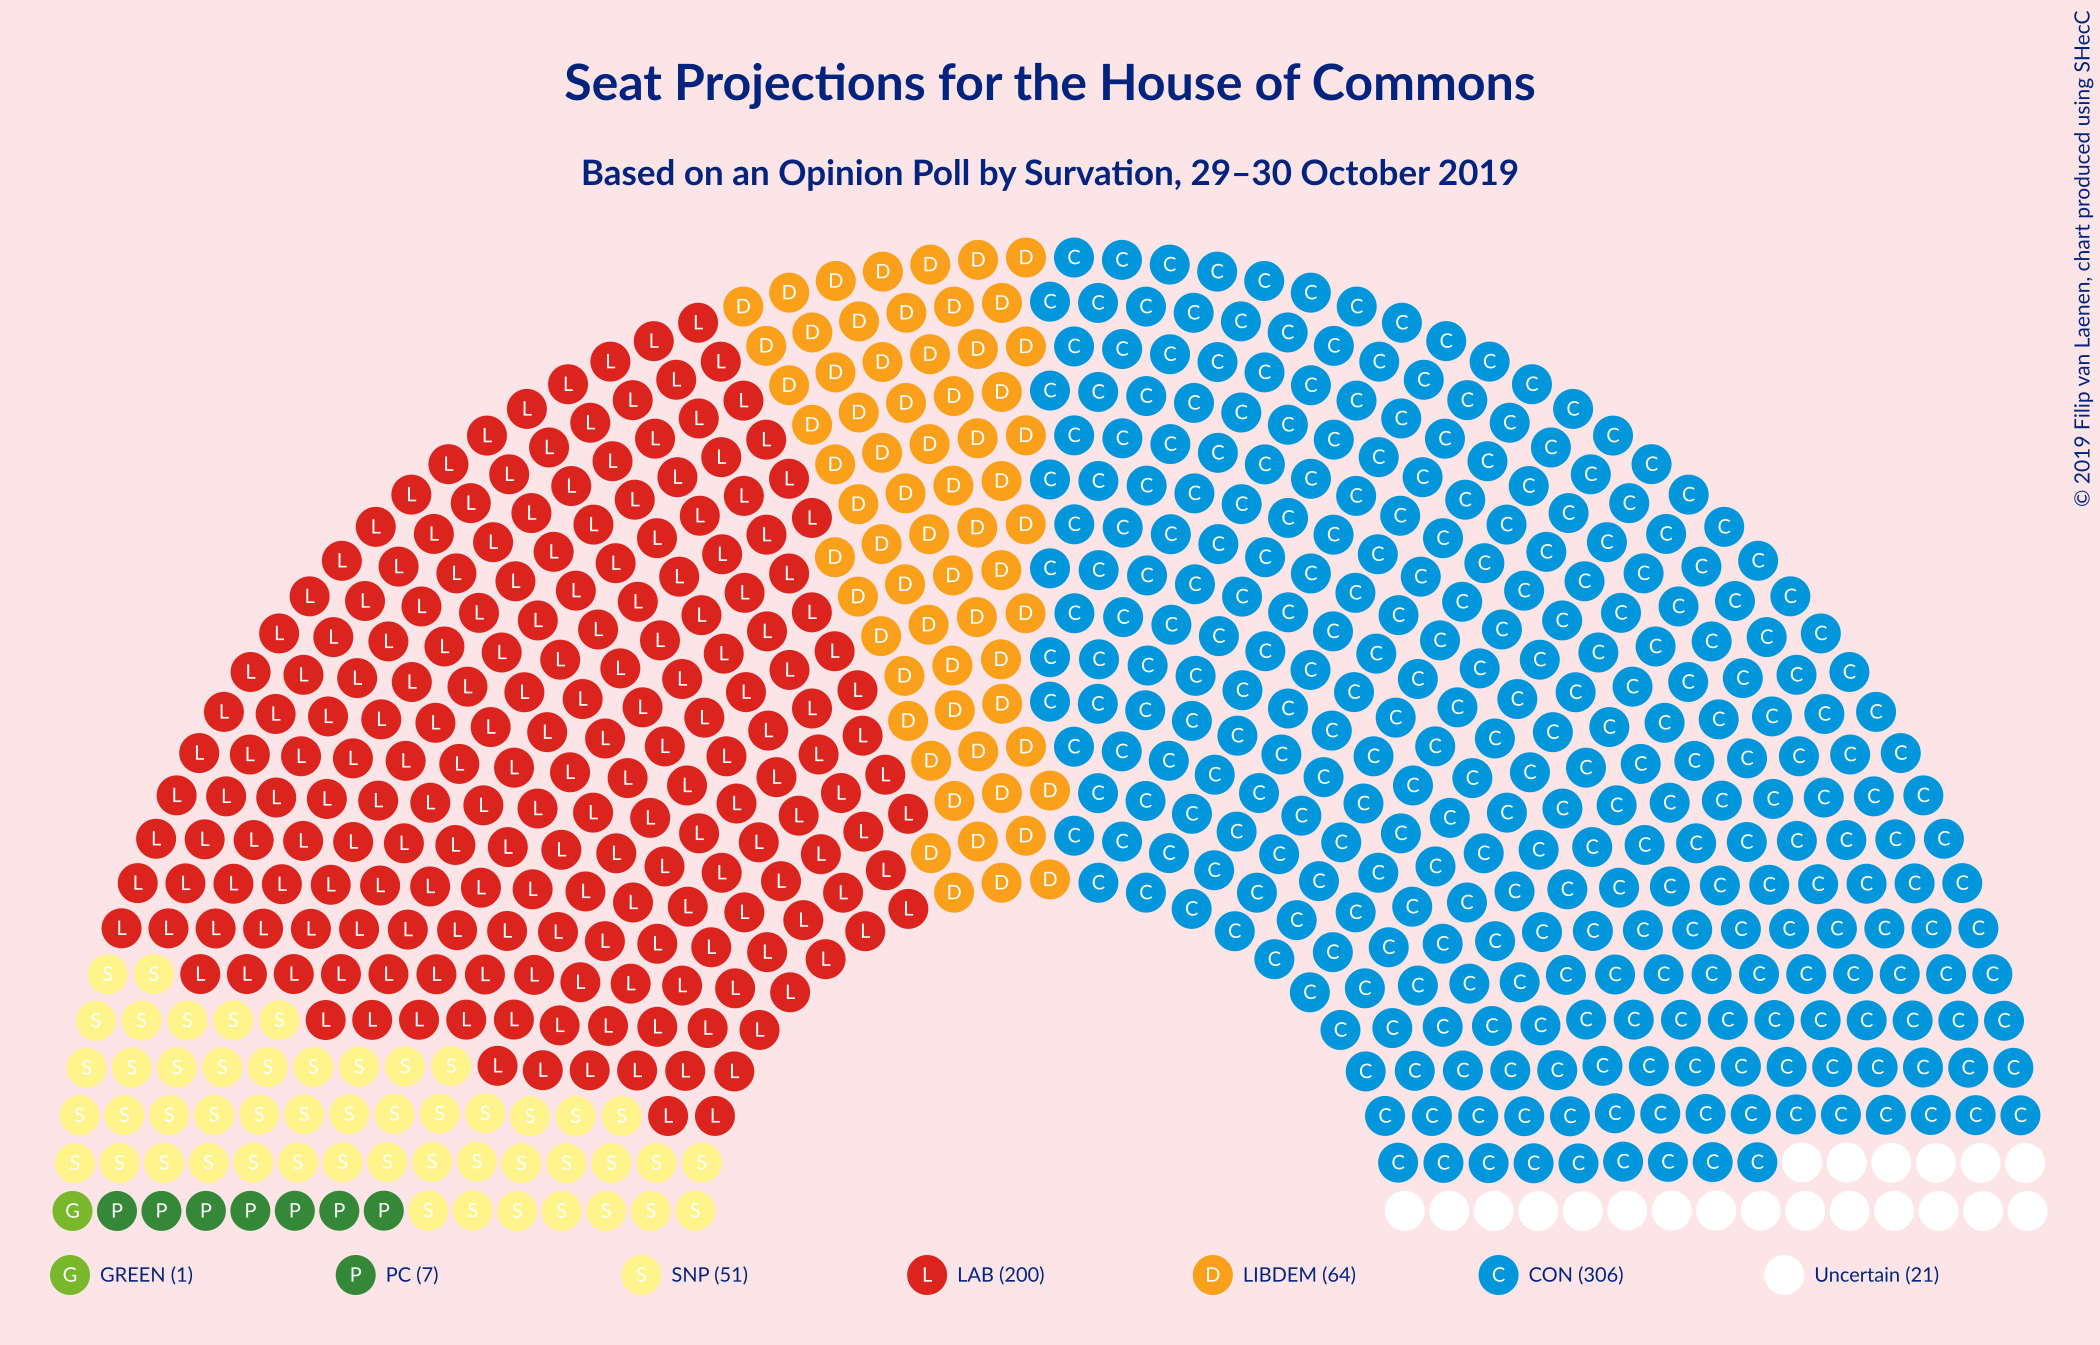 Seat Projections for the House of Commons
Based on an Opinion Poll by Survation, 29–30 October 2019
© 2019 Filip van Laenen, chart produced using SHecC
G GREEN (1) P PC (7) S SNP (51) L LAB (200) D LIBDEM (64) C CON (306) Uncertain (21)